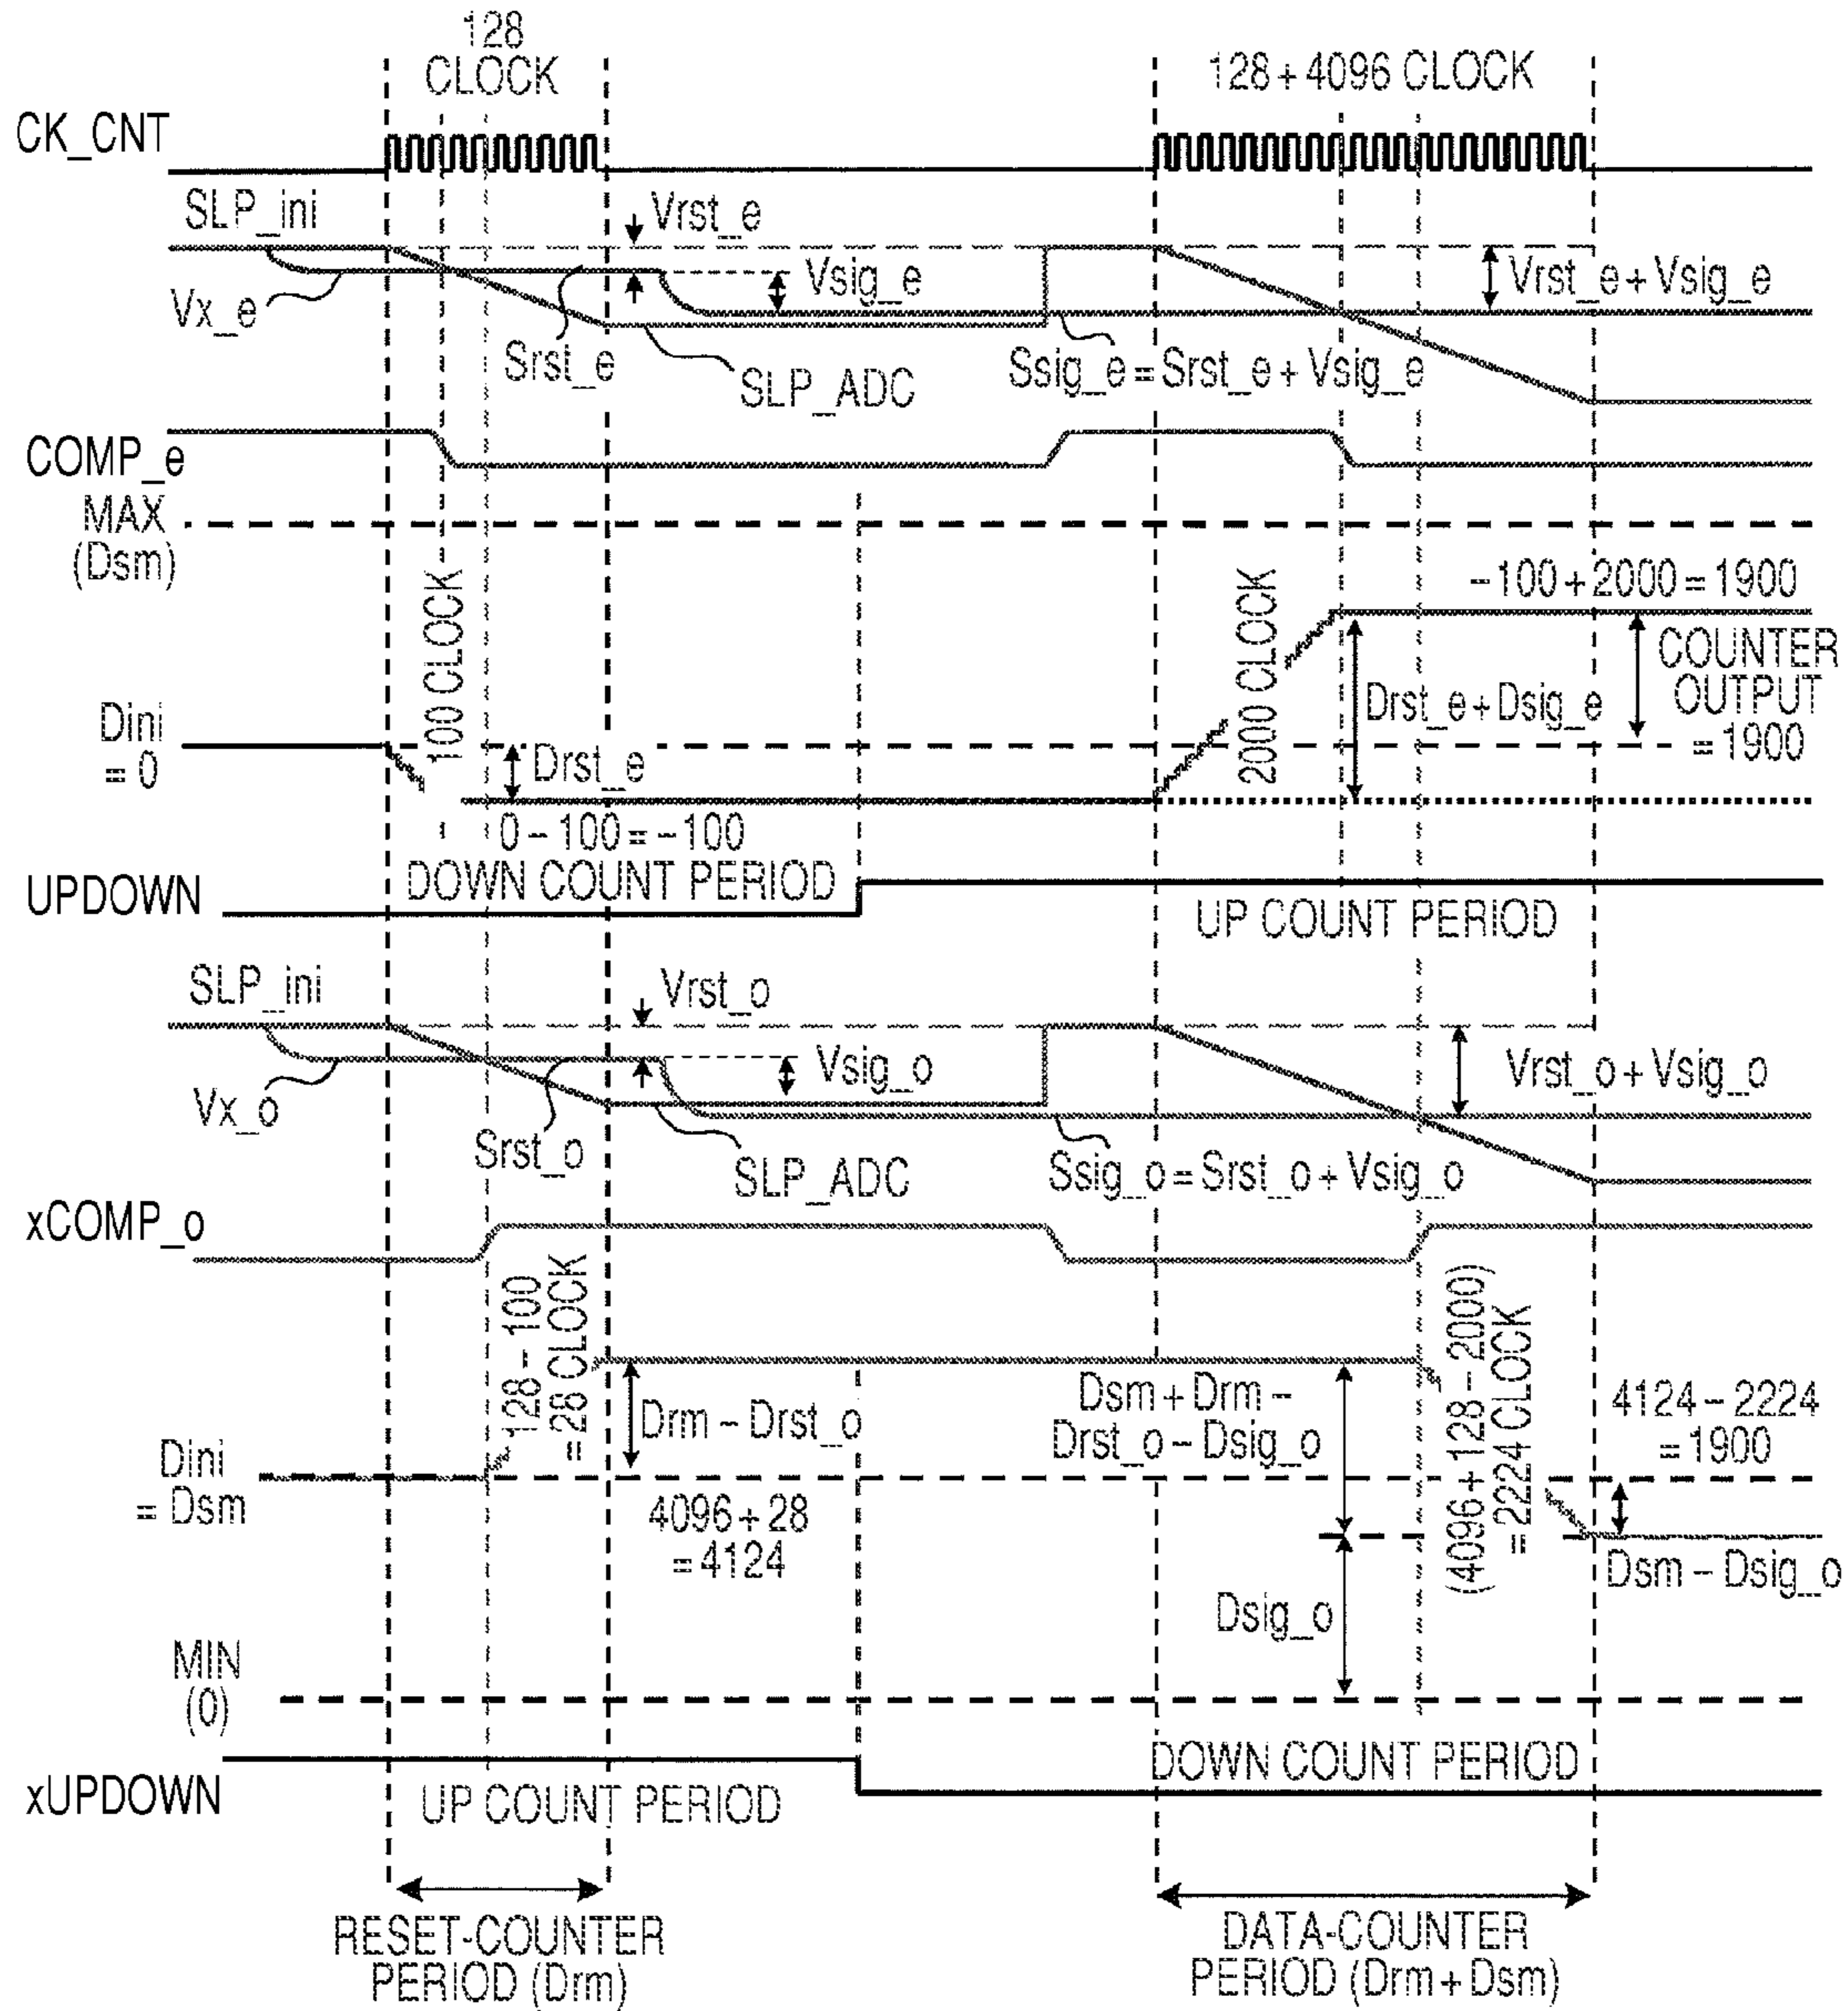 128
CLOCK
128 + 4096 CLOCK
CK_CNT
SLP_ini
Vrst_e
Vsig_e
Vrst_e + Vsig_e
Vx_e
Srst_e
SLP_ADC
Ssig_e = Srst_e + Vsig_e
COMP_e
MAX
(Dsm)
100 CLOCK
2000 CLOCK
-100 + 2000 = 1900
COUNTER
OUTPUT
= 1900
Drst_e + Dsig_e
Dini
= 0
Drst_e
0 - 100 = -100
DOWN COUNT PERIOD
UPDOWN
UP COUNT PERIOD
SLP_ini
Vrst_o
Vsig_o
Vrst_o + Vsig_o
Vx_o
Srst_o
SLP_ADC
Ssig_o = Srst_o + Vsig_o
xCOMP_o
128 - 100
= 28 CLOCK
(4096 + 128 - 2000)
= 2224 CLOCK
Drm - Drst_o
Dsm + Drm -
Drst_o - Dsig_o
4124 - 2224
= 1900
Dini
= Dsm
4096 + 28
= 4124
Dsm - Dsig_o
Dsig_o
MIN
(0)
DOWN COUNT PERIOD
xUPDOWN
UP COUNT PERIOD
RESET-COUNTER
PERIOD (Drm)
DATA-COUNTER
PERIOD (Drm + Dsm)